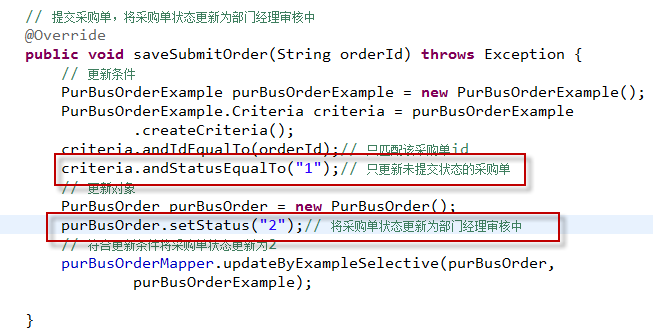 // 提交采购单，将采购单状态更新为部门经理审核中
@Override
public void saveSubmitOrder(String orderId) throws Exception {
// 更新条件
PurBusOrderExample purBusOrderExample = new PurBusOrderExample();
PurBusOrderExample.Criteria criteria = purBusOrderExample
.createCriteria();
criteria.andIdEqualTo(orderId);// 只匹配该采购单id
criteria.andStatusEqualTo("1");// 只更新未提交状态的采购单
// 更新对象
PurBusOrder purBusOrder = new PurBusOrder();
purBusOrder.setStatus("2");// 将采购单状态更新为部门经理审核中
// 符合更新条件将采购单状态更新为2
purBusOrderMapper.updateByExampleSelective(purBusOrder,
purBusOrderExample);
}